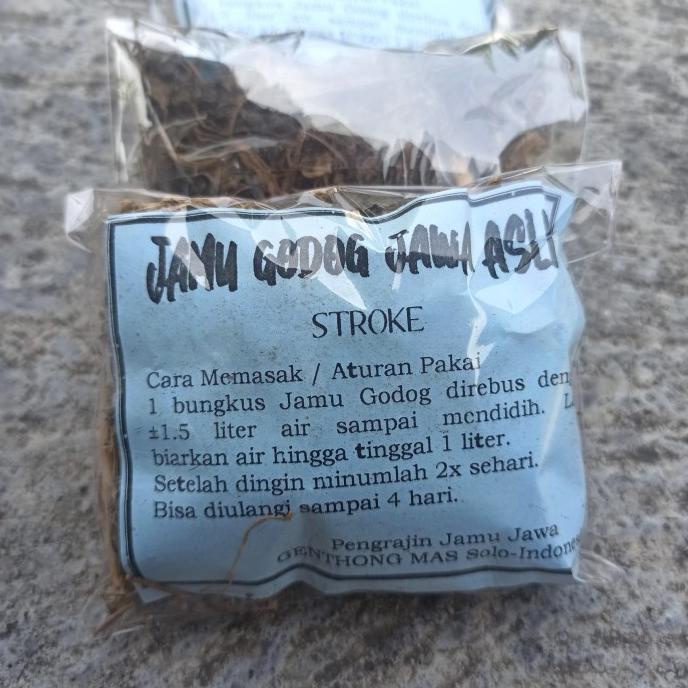 JAMU GODOG JAWA ASLI
STROKE
Cara Memasak / Aturan Pakai
1 bungkus Jamu Godog direbus den
±1.5 liter air sampai mendidih. L
biarkan air hingga tinggal 1 liter.
Setelah dingin minumlah 2x sehari.
Bisa diulangi sampai 4 hari.
Pengrajin Jamu Jawa
GENTHONG MAS Solo-Indones